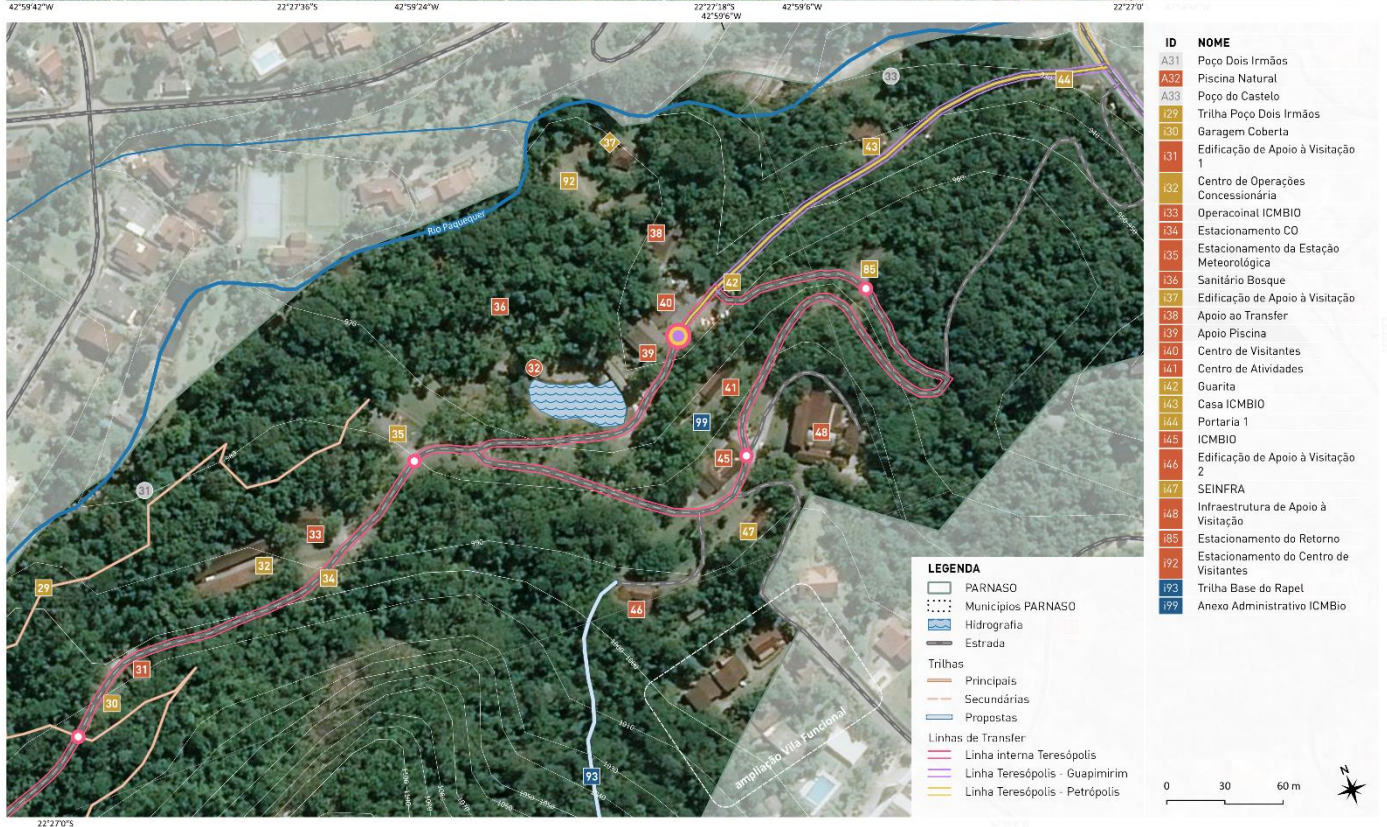 42°59'42"W
22°27'36"S
42°59'24"W
22°27'18"S
42°59'6"W
42°59'6"W
22°27'0"
33
44
43
37
92
Rio Paquequer
38
42
85
40
36
970
960
940
39
32
41
99
48
35
45
31
980
33
47
990
32
34
29
46
31
30
93
1000
1010
1030
ampliação Vila Funcional
22°27'0"S
ID NOME
A31 Poço Dois Irmãos
A32 Piscina Natural
A33 Poço do Castelo
i29 Trilha Poço Dois Irmãos
i30 Garagem Coberta
i31 Edificação de Apoio à Visitação
1
i32 Centro de Operações
Concessionária
i33 Operacoinal ICMBIO
i34 Estacionamento CO
i35 Estacionamento da Estação
Meteorológica
i36 Sanitário Bosque
i37 Edificação de Apoio à Visitação
i38 Apoio ao Transfer
i39 Apoio Piscina
i40 Centro de Visitantes
i41 Centro de Atividades
i42 Guarita
i43 Casa ICMBIO
i44 Portaria 1
i45 ICMBIO
i46 Edificação de Apoio à Visitação
2
i47 SEINFRA
i48 Infraestrutura de Apoio à
Visitação
i85 Estacionamento do Retorno
i92 Estacionamento do Centro de
Visitantes
i93 Trilha Base do Rapel
i99 Anexo Administrativo ICMBio
LEGENDA
PARNASO
Municípios PARNASO
Hidrografia
Estrada
Trilhas
Principais
Secundárias
Propostas
Linhas de Transfer
Linha interna Teresópolis
Linha Teresópolis - Guapimirim
Linha Teresópolis - Petrópolis
0 30 60 m
N